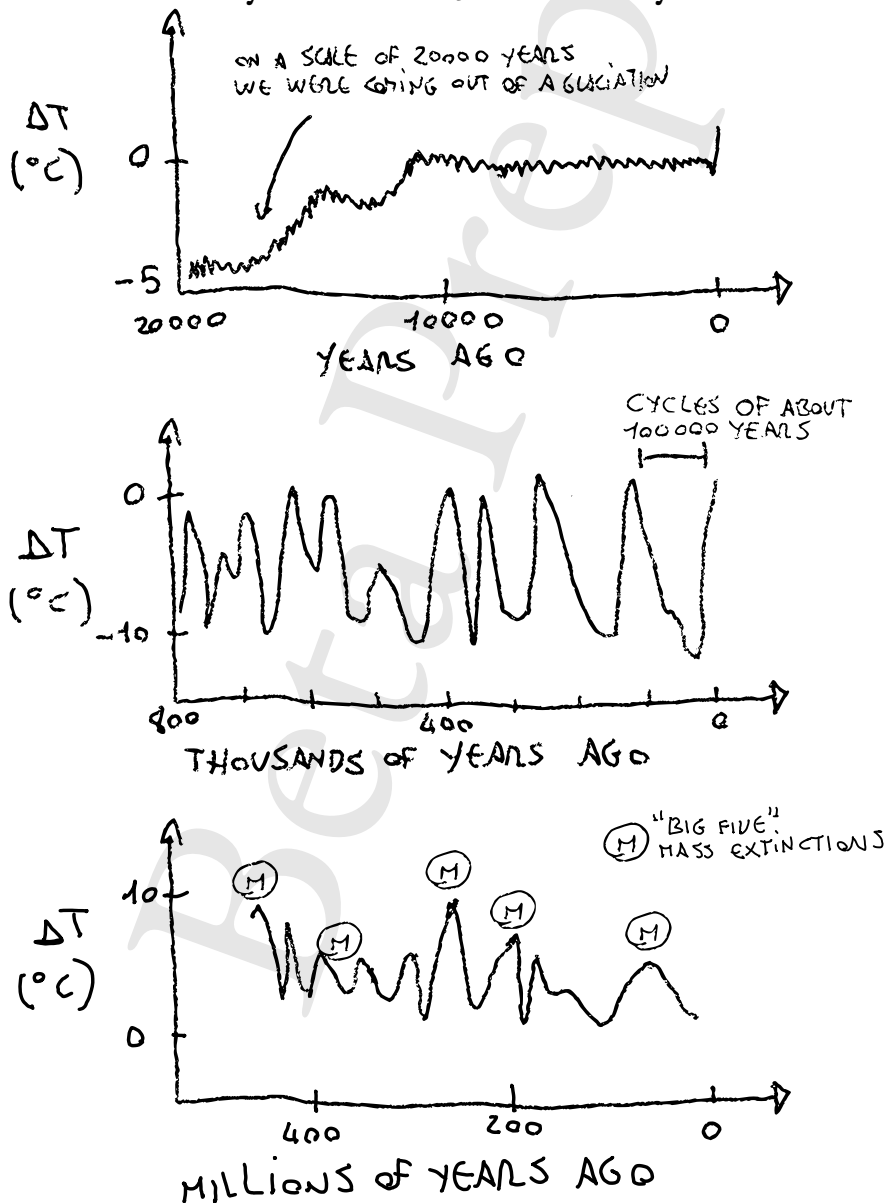 ON A SCALE OF 20000 YEARS
WE WERE COMING OUT OF A GLACIATION
ΔT
(°C)
0
-5
20000
10000
0
YEARS AGO
CYCLES OF ABOUT
100000 YEARS
ΔT
(°C)
0
-10
800
400
0
THOUSANDS OF YEARS AGO
M "BIG FIVE"
MASS EXTINCTIONS
M
M
M
M
M
ΔT
(°C)
10
0
400
200
0
MILLIONS OF YEARS AGO
Beta Prep